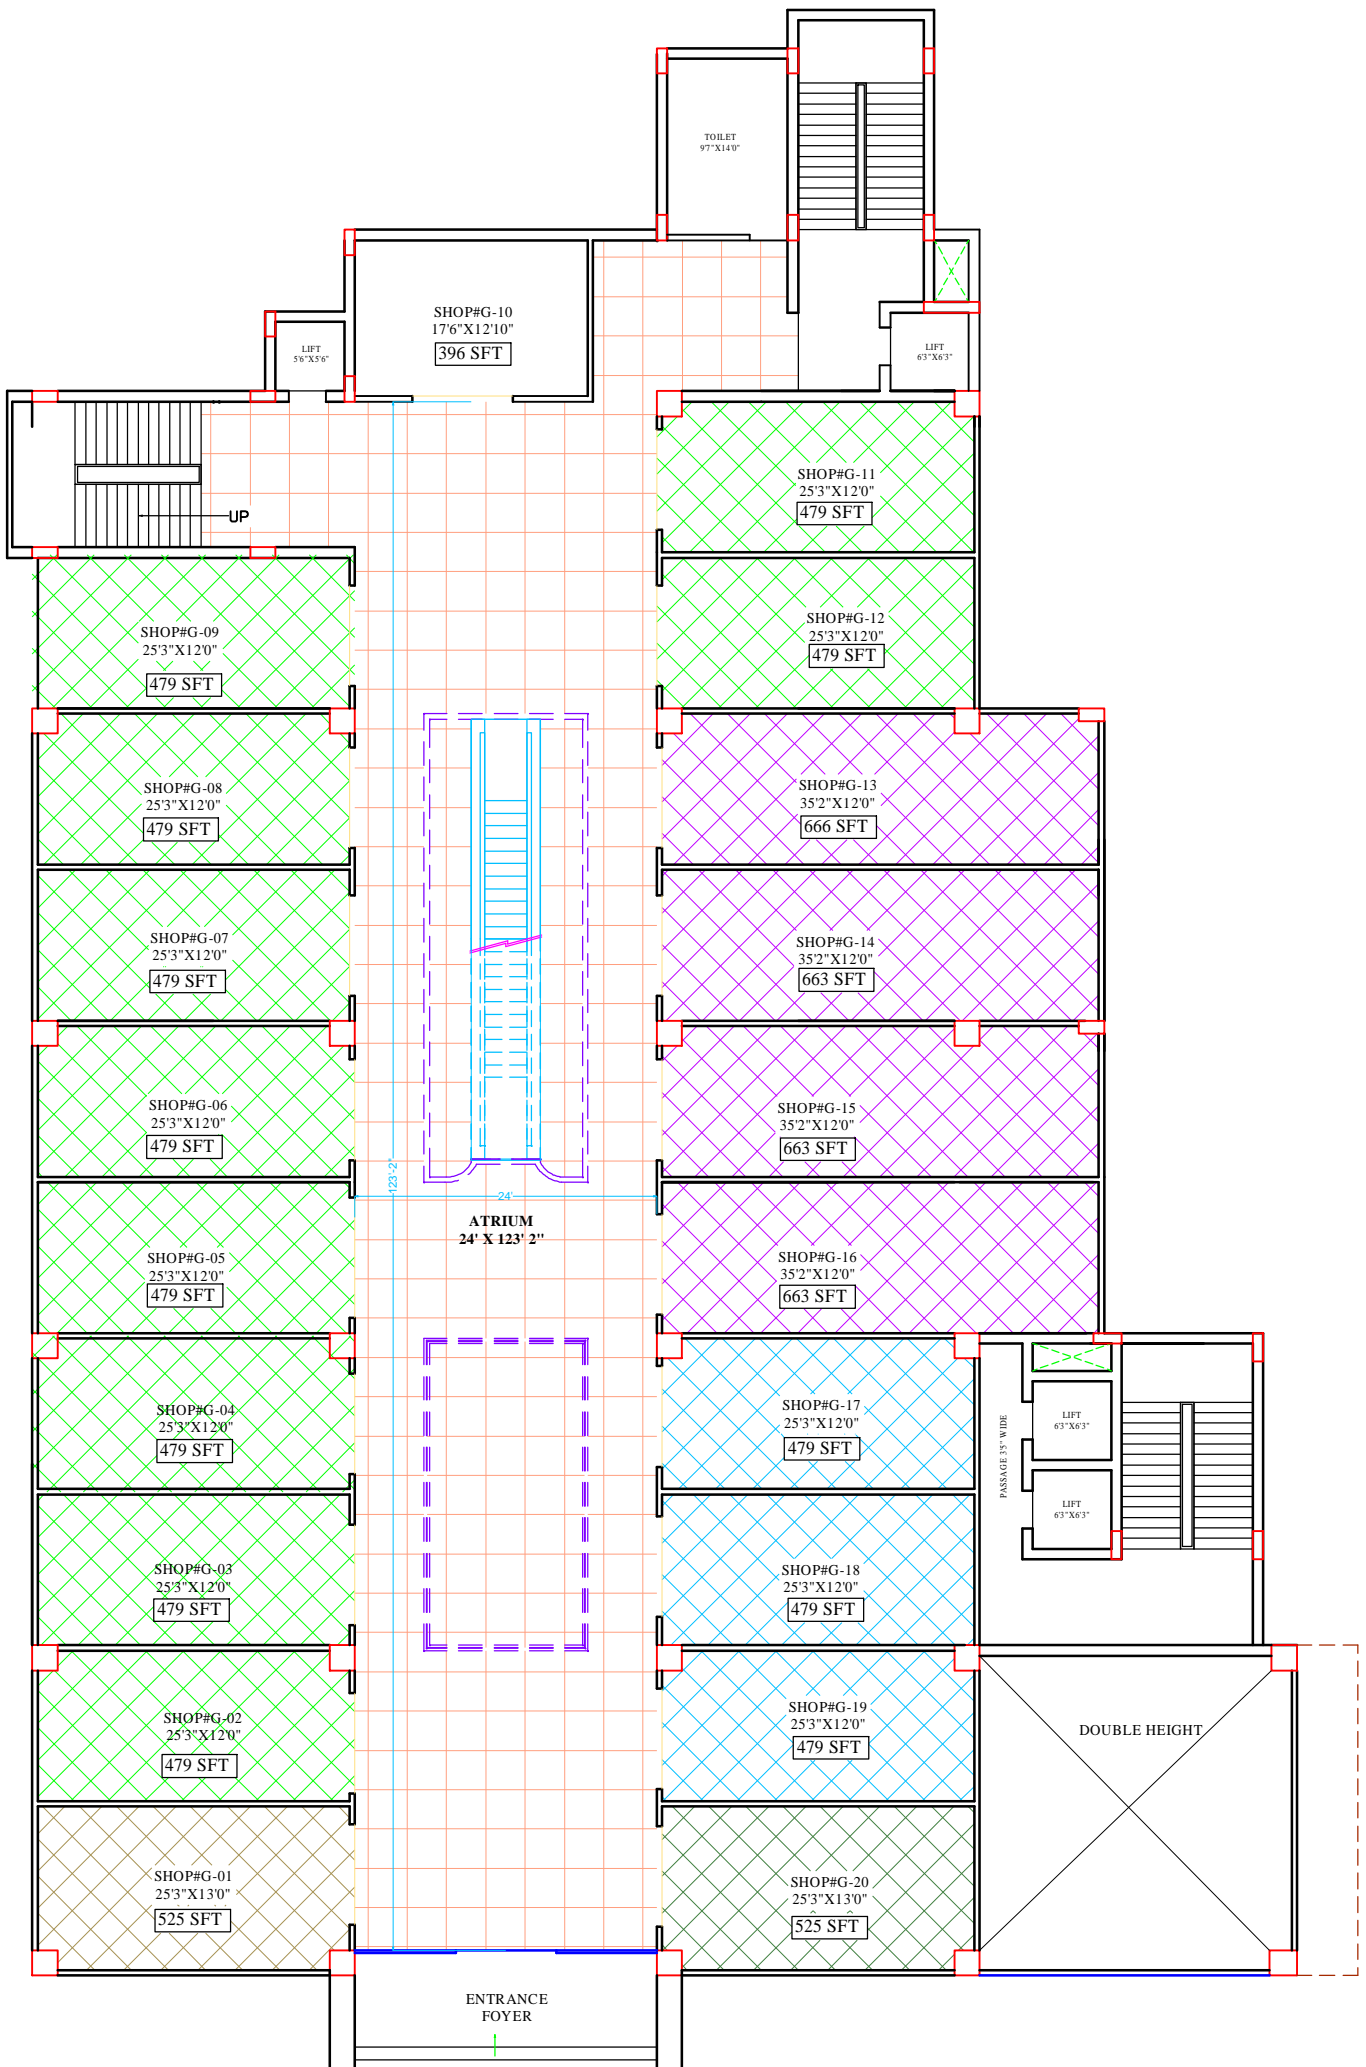 TOILET
9'7"X14'0"
SHOP#G-10
17'6"X12'10"
396 SFT
LIFT
5'6"X5'6"
LIFT
6'3"X6'3"
SHOP#G-11
25'3"X12'0"
479 SFT
UP
SHOP#G-12
25'3"X12'0"
479 SFT
SHOP#G-09
25'3"X12'0"
479 SFT
SHOP#G-13
35'2"X12'0"
666 SFT
SHOP#G-08
25'3"X12'0"
479 SFT
SHOP#G-14
35'2"X12'0"
663 SFT
SHOP#G-07
25'3"X12'0"
479 SFT
SHOP#G-15
35'2"X12'0"
663 SFT
SHOP#G-06
25'3"X12'0"
479 SFT
123'-2"
24'
ATRIUM
24' X 123' 2"
SHOP#G-16
35'2"X12'0"
663 SFT
SHOP#G-05
25'3"X12'0"
479 SFT
SHOP#G-17
25'3"X12'0"
479 SFT
SHOP#G-04
25'3"X12'0"
479 SFT
PASSAGE 3'5" WIDE
LIFT
6'3"X6'3"
LIFT
6'3"X6'3"
SHOP#G-03
25'3"X12'0"
479 SFT
SHOP#G-18
25'3"X12'0"
479 SFT
SHOP#G-02
25'3"X12'0"
479 SFT
SHOP#G-19
25'3"X12'0"
479 SFT
DOUBLE HEIGHT
SHOP#G-01
25'3"X13'0"
525 SFT
SHOP#G-20
25'3"X13'0"
525 SFT
ENTRANCE
FOYER